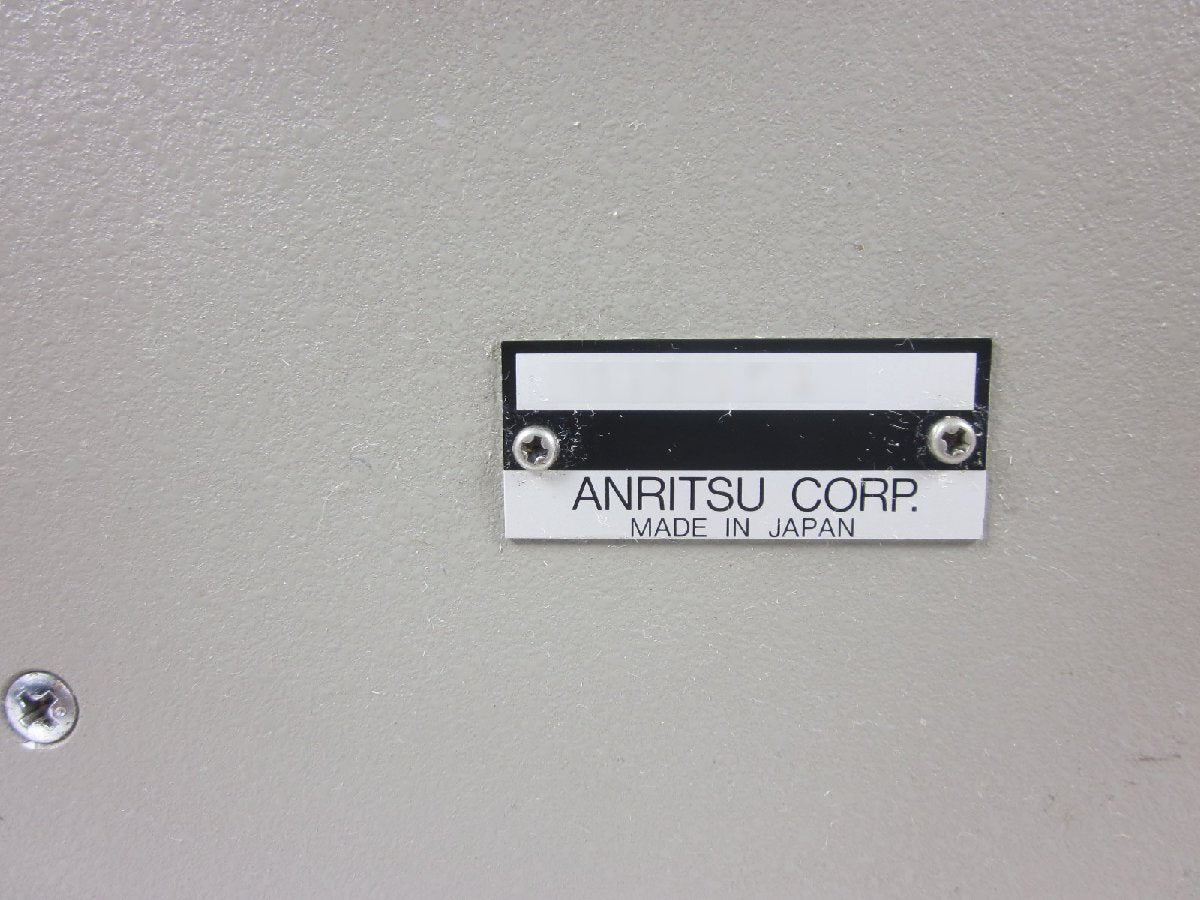 ANRITSU CORP.
MADE IN JAPAN